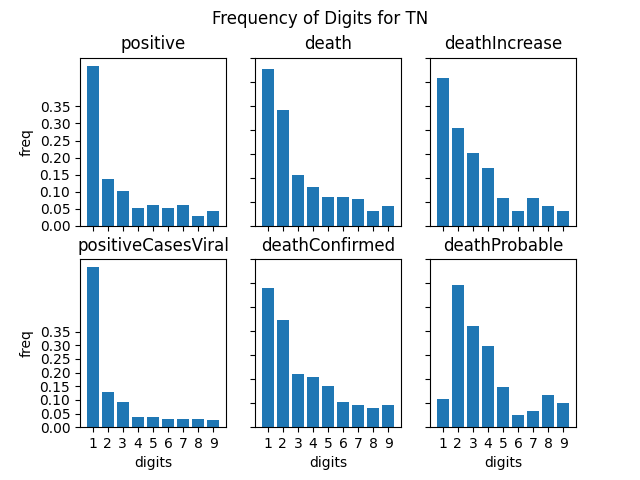 Frequency of Digits for TN
positive death deathIncrease
0.35
0.30
0.25
0.20
0.15
0.10
0.05
0.00
freq
positiveCasesViral deathConfirmed deathProbable
0.35
0.30
0.25
0.20
0.15
0.10
0.05
0.00
freq
1 2 3 4 5 6 7 8 9 1 2 3 4 5 6 7 8 9 1 2 3 4 5 6 7 8 9
digits digits digits